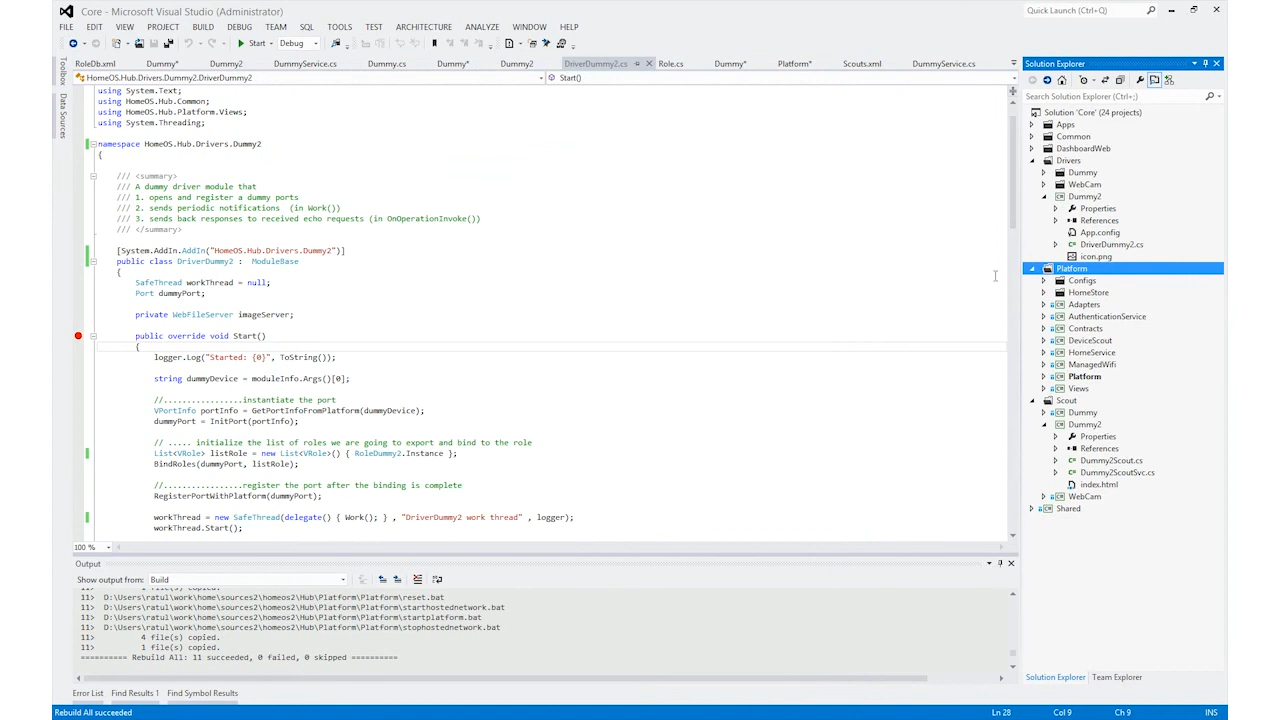 Core - Microsoft Visual Studio (Administrator)
Quick Launch (Ctrl+Q)
FILE EDIT VIEW PROJECT BUILD DEBUG TEAM SQL TOOLS TEST ARCHITECTURE ANALYZE WINDOW HELP
Start Debug
RoleDb.xml Dummy* Dummy2 DummyService.cs Dummy.cs Dummy* Dummy2 DriverDummy2.cs Role.cs Dummy* Platform* Scouts.xml DummyService.cs
Toolbox
Data Sources
HomeOS.Hub.Drivers.Dummy2.DriverDummy2 Start()
using System.Text;
using HomeOS.Hub.Common;
using HomeOS.Hub.Platform.Views;
using System.Threading;
namespace HomeOS.Hub.Drivers.Dummy2
{
/// <summary>
/// A dummy driver module that
/// 1. opens and register a dummy ports
/// 2. sends periodic notifications (in Work())
/// 3. sends back responses to received echo requests (in OnOperationInvoke())
/// </summary>
[System.AddIn.AddIn("HomeOS.Hub.Drivers.Dummy2")]
public class DriverDummy2 : ModuleBase
{
SafeThread workThread = null;
Port dummyPort;
private WebFileServer imageServer;
public override void Start()
{
logger.Log("Started: {0}", ToString());
string dummyDevice = moduleInfo.Args()[0];
//.................instantiate the port
VPortInfo portInfo = GetPortInfoFromPlatform(dummyDevice);
dummyPort = InitPort(portInfo);
// ..... initialize the list of roles we are going to export and bind to the role
List<VRole> listRole = new List<VRole>() { RoleDummy2.Instance };
BindRoles(dummyPort, listRole);
//.................register the port after the binding is complete
RegisterPortWithPlatform(dummyPort);
workThread = new SafeThread(delegate() { Work(); } , "DriverDummy2 work thread" , logger);
workThread.Start();
100 %
Output
Show output from: Build
11> 1 file(s) copied.
11> D:\Users\ratul\work\home\sources2\homeos2\Hub\Platform\Platform\reset.bat
11> D:\Users\ratul\work\home\sources2\homeos2\Hub\Platform\Platform\starthostednetwork.bat
11> D:\Users\ratul\work\home\sources2\homeos2\Hub\Platform\Platform\startplatform.bat
11> D:\Users\ratul\work\home\sources2\homeos2\Hub\Platform\Platform\stophostednetwork.bat
11> 4 file(s) copied.
11> 1 file(s) copied.
========== Rebuild All: 11 succeeded, 0 failed, 0 skipped ==========
Error List Find Results 1 Find Symbol Results
Solution Explorer
Search Solution Explorer (Ctrl+;)
Solution 'Core' (24 projects)
Apps
Common
DashboardWeb
Drivers
Dummy
WebCam
Dummy2
Properties
References
App.config
DriverDummy2.cs
icon.png
Platform
Configs
HomeStore
Adapters
AuthenticationService
Contracts
DeviceScout
HomeService
ManagedWifi
Platform
Views
Scout
Dummy
Dummy2
Properties
References
Dummy2Scout.cs
Dummy2ScoutSvc.cs
index.html
WebCam
Shared
Solution Explorer Team Explorer
Rebuild All succeeded Ln 28 Col 9 Ch 9 INS